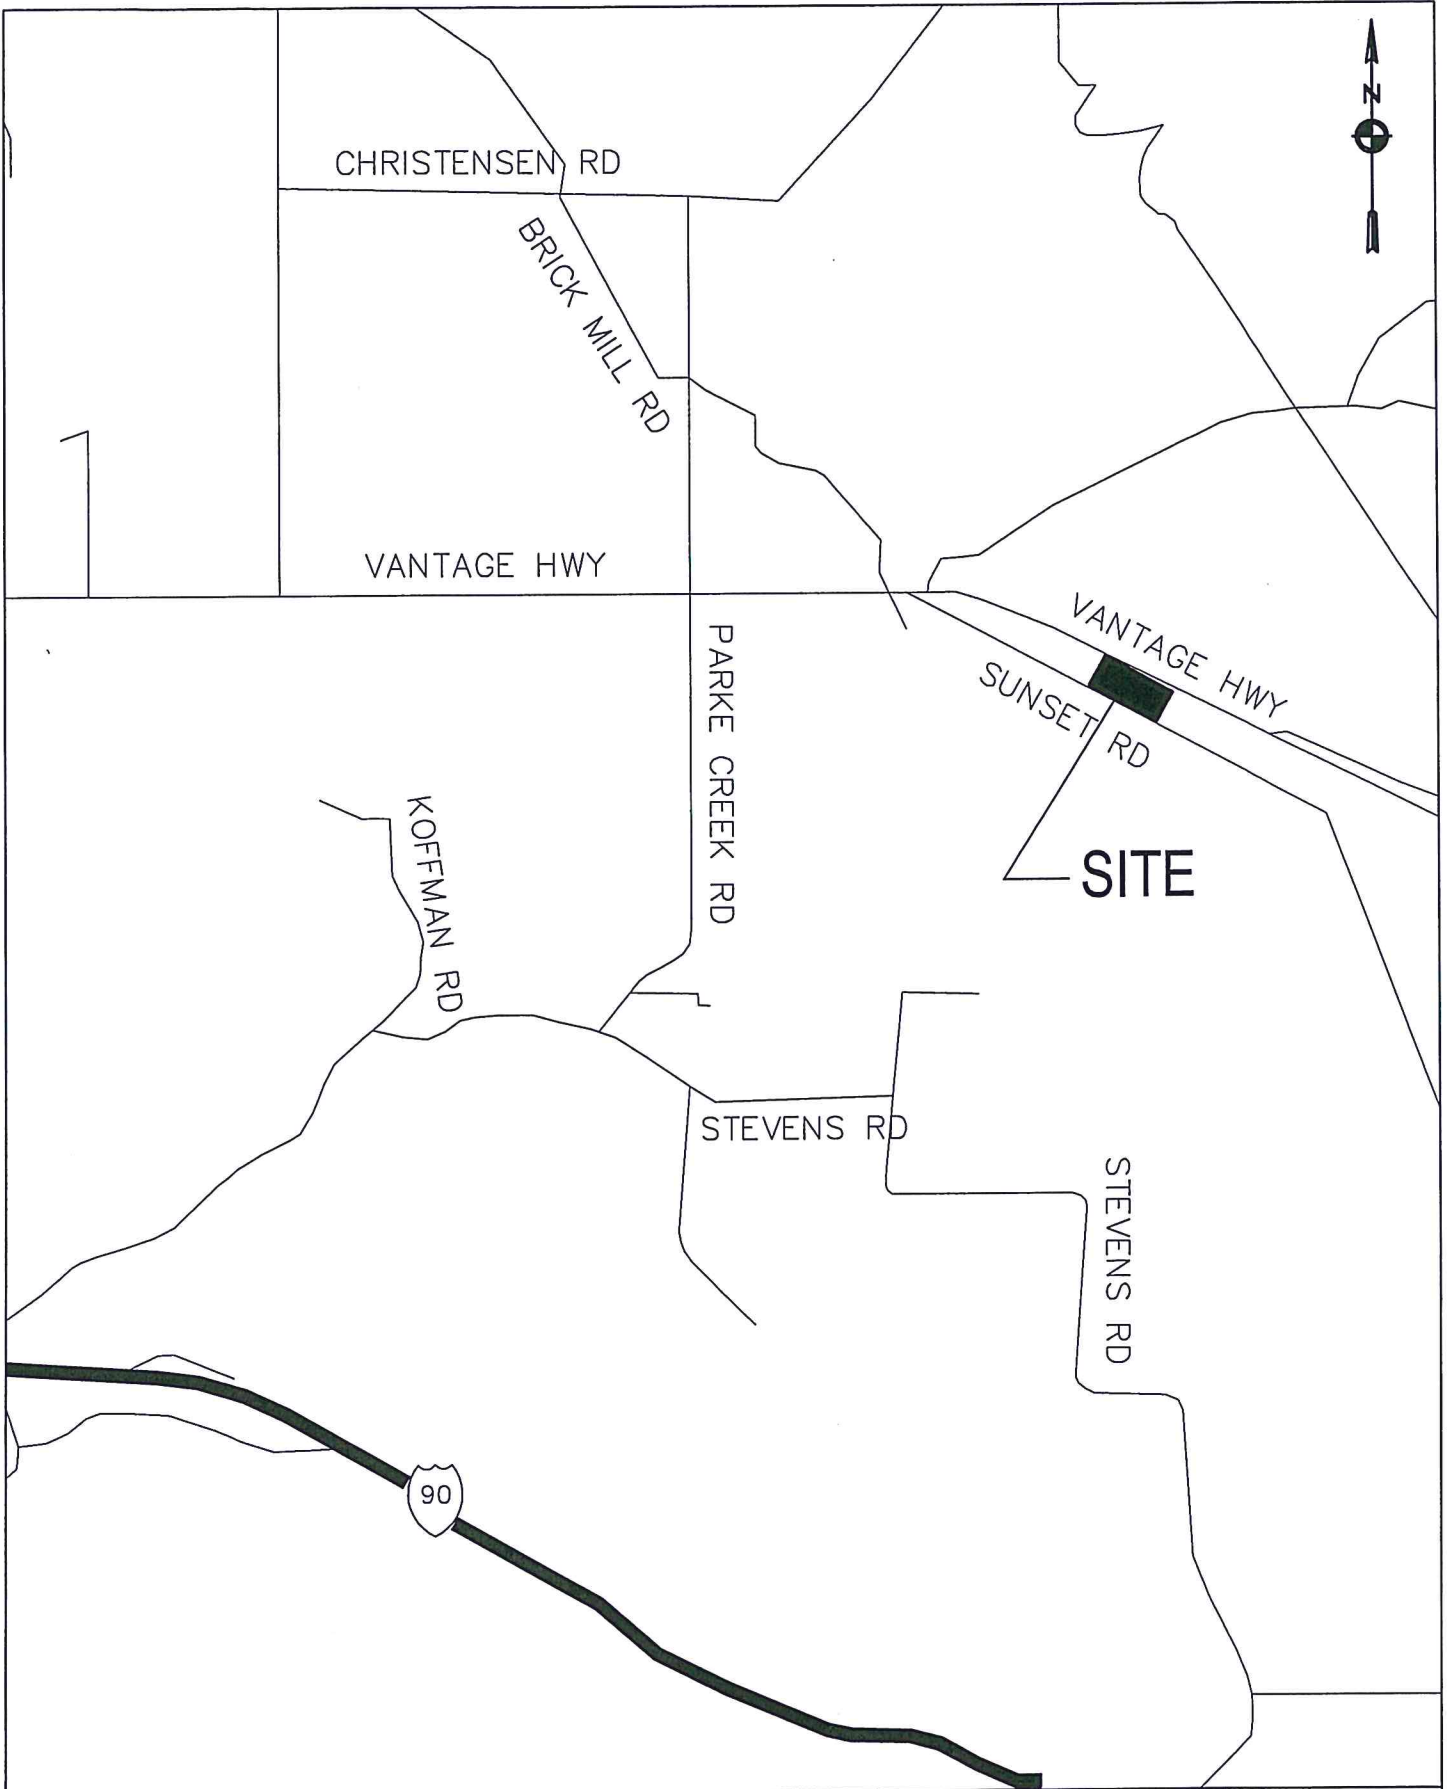 N
CHRISTENSEN RD
BRICK MILL RD
VANTAGE HWY
VANTAGE HWY
PARKE CREEK RD
SUNSET RD
KOFFMAN RD
SITE
STEVENS RD
STEVENS RD
90